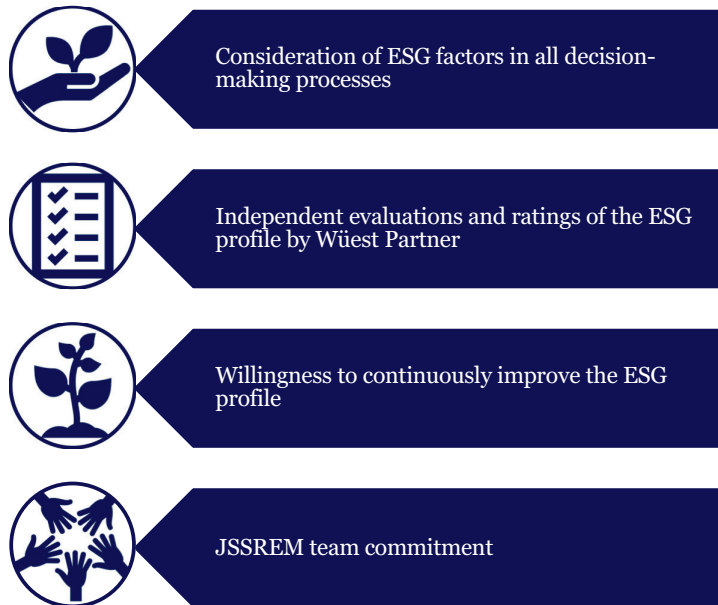 Consideration of ESG factors in all decision-
making processes
Independent evaluations and ratings of the ESG
profile by Wüest Partner
Willingness to continuously improve the ESG
profile
JSSREM team commitment